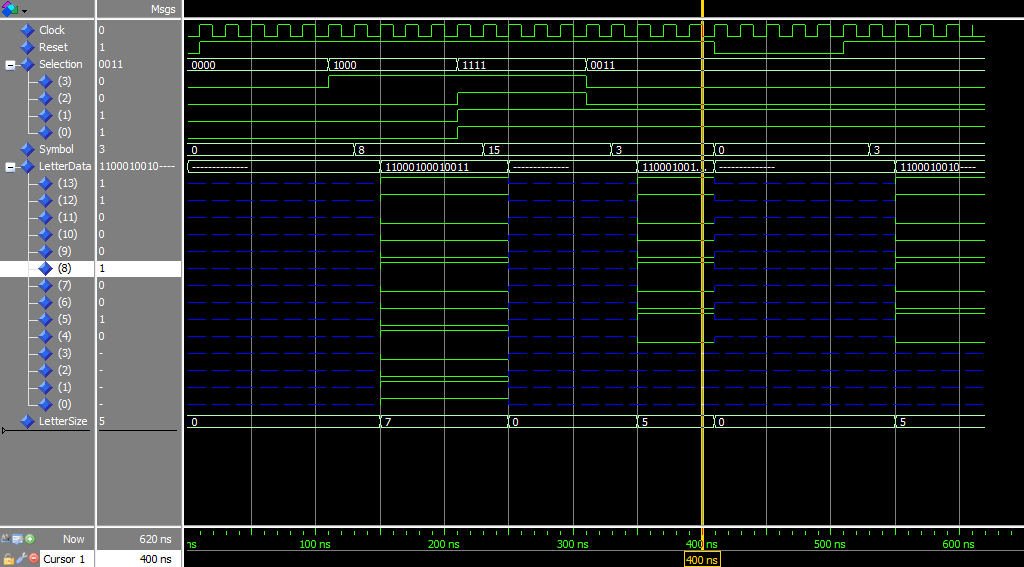 Msgs
Clock 0
Reset 1
Selection 0011 0000 1000 1111 0011
(3) 0
(2) 0
(1) 1
(0) 1
Symbol 3 0 8 15 3 0 3
LetterData 1100010010---- -------------- 11000100010011 -------------- 110001001... -------------- 1100010010----
(13) 1
(12) 1
(11) 0
(10) 0
(9) 0
(8) 1
(7) 0
(6) 0
(5) 1
(4) 0
(3) -
(2) -
(1) -
(0) -
LetterSize 5 0 7 0 5 0 5
Now 620 ns ns 100 ns 200 ns 300 ns 400 ns 500 ns 600 ns
Cursor 1 400 ns 400 ns